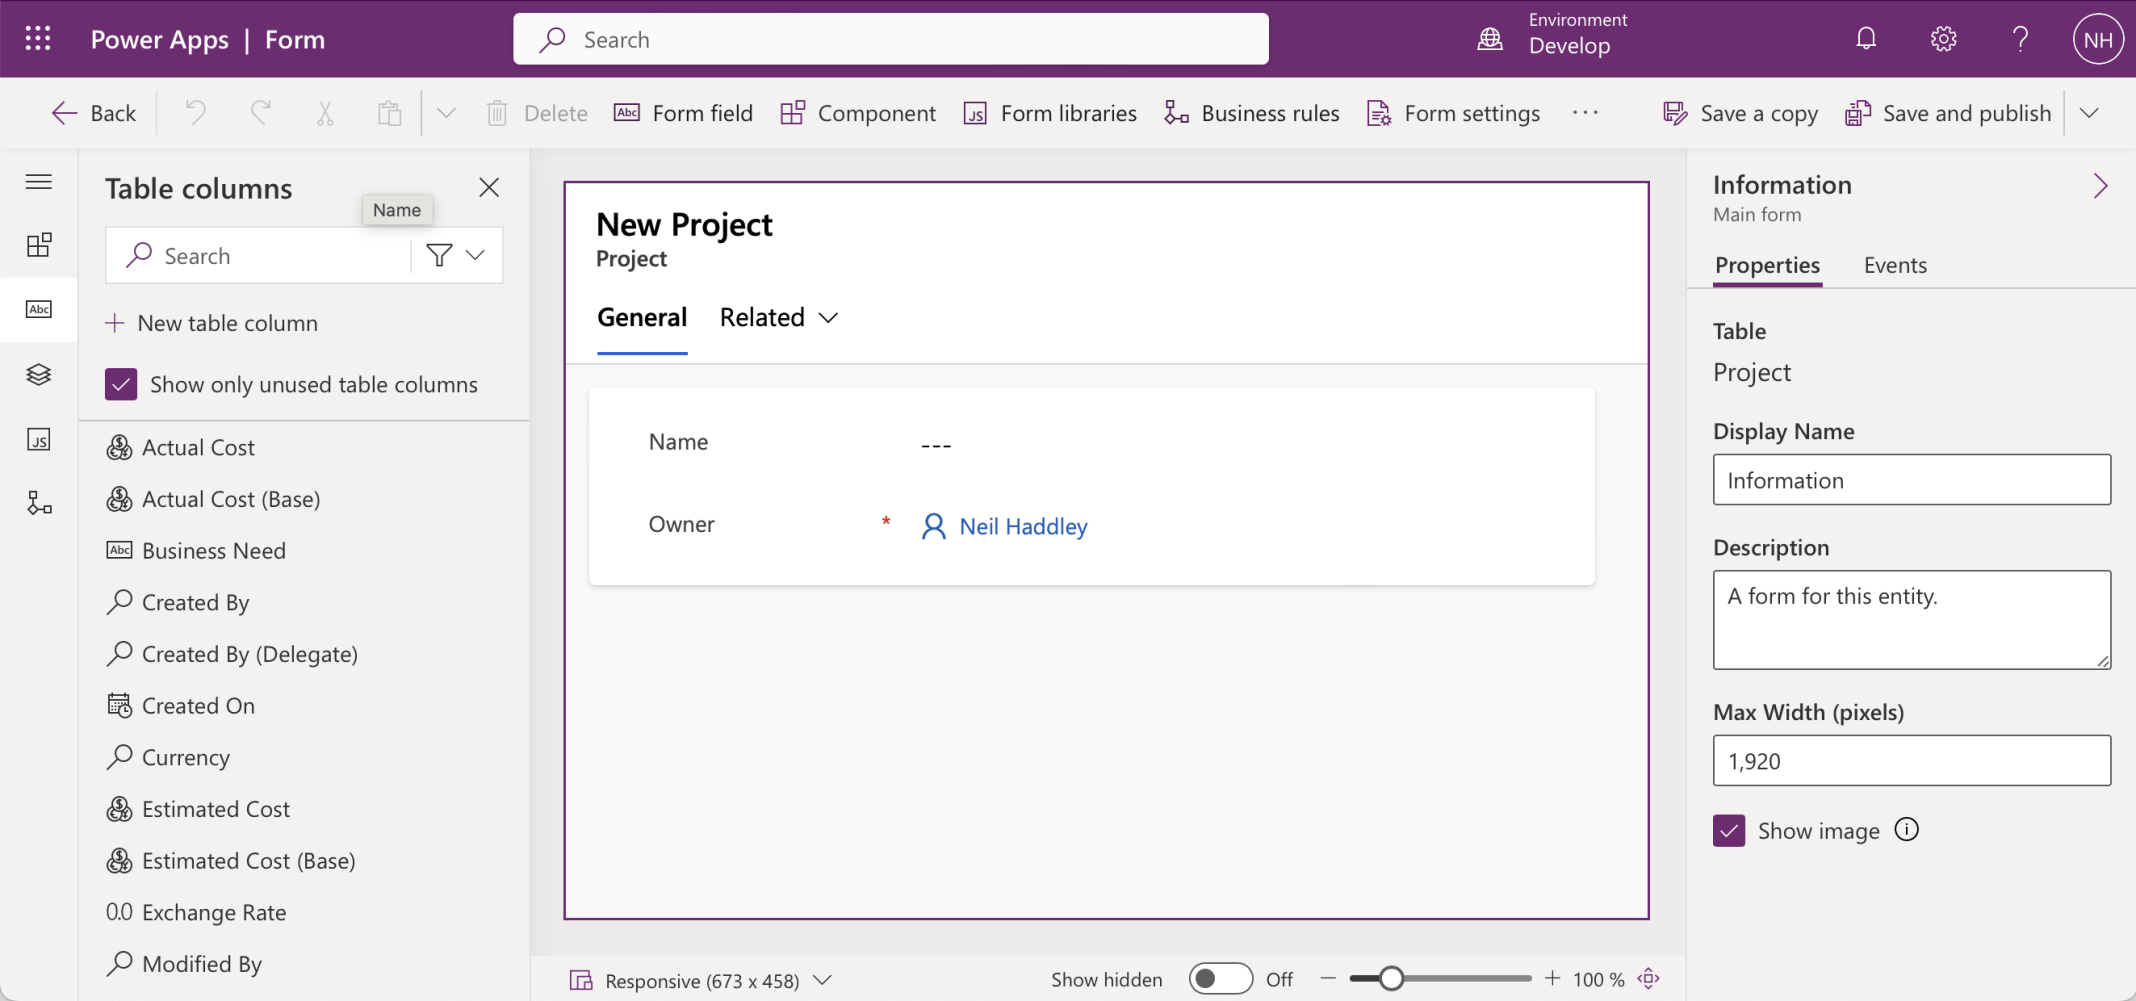 Power Apps | Form
Search
Environment
Develop
NH
Back
Delete
Abc Form field
Component
JS Form libraries
Business rules
Form settings
...
Save a copy
Save and publish
Table columns
Name
Search
Abc
New table column
Show only unused table columns
JS
Actual Cost
Actual Cost (Base)
Abc Business Need
Created By
Created By (Delegate)
Created On
Currency
Estimated Cost
Estimated Cost (Base)
0.0 Exchange Rate
Modified By
New Project
Project
General
Related
Name
---
Owner
*
Neil Haddley
Responsive (673 x 458)
Show hidden
Off
100 %
Information
Main form
Properties
Events
Table
Project
Display Name
Information
Description
A form for this entity.
Max Width (pixels)
1,920
Show image